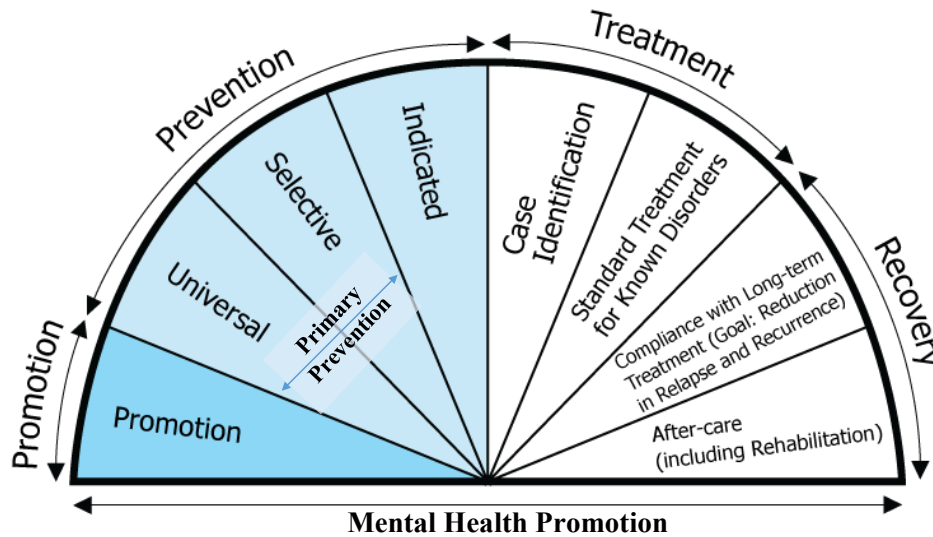 Promotion
Prevention
Treatment
Recovery
Promotion
Universal
Selective
Indicated
Primary
Prevention
Case
Identification
Standard Treatment
for Known Disorders
Compliance with Long-term
Treatment (Goal: Reduction
in Relapse and Recurrence)
After-care
(including Rehabilitation)
Mental Health Promotion